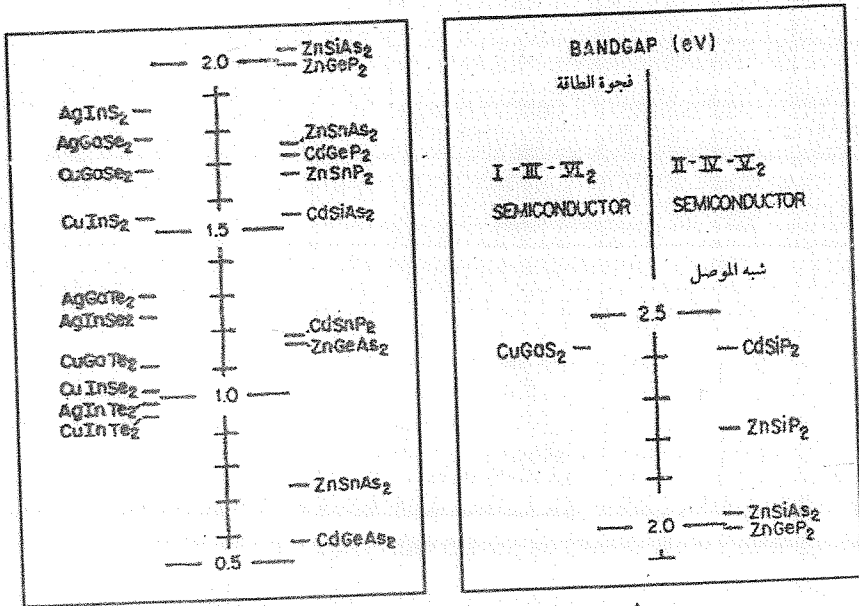 ZnSiAs2
2.0
ZnGeP2
AgInS2
ZnSnAs2
AgGaSe2
CdGeP2
CuGaSe2
ZnSnP2
CuInS2
CdSiAs2
1.5
AgGaTe2
AgInSe2
CdSnP2
ZnGeAs2
CuGaTe2
CuInSe2
1.0
AgInTe2
CuInTe2
ZnSnAs2
CdGeAs2
0.5
BANDGAP (eV)
فجوة الطاقة
I-III-VI2
II-IV-V2
SEMICONDUCTOR
SEMICONDUCTOR
شبه الموصل
2.5
CuGaS2
CdSiP2
ZnSiP2
ZnSiAs2
2.0
ZnGeP2